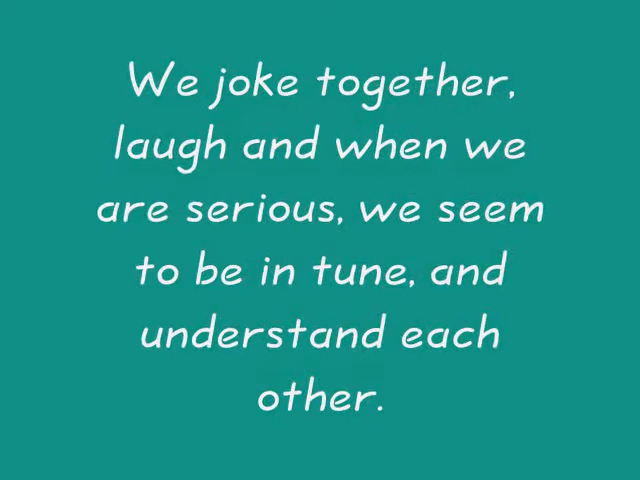 We joke together,
laugh and when we
are serious, we seem
to be in tune, and
understand each
other.